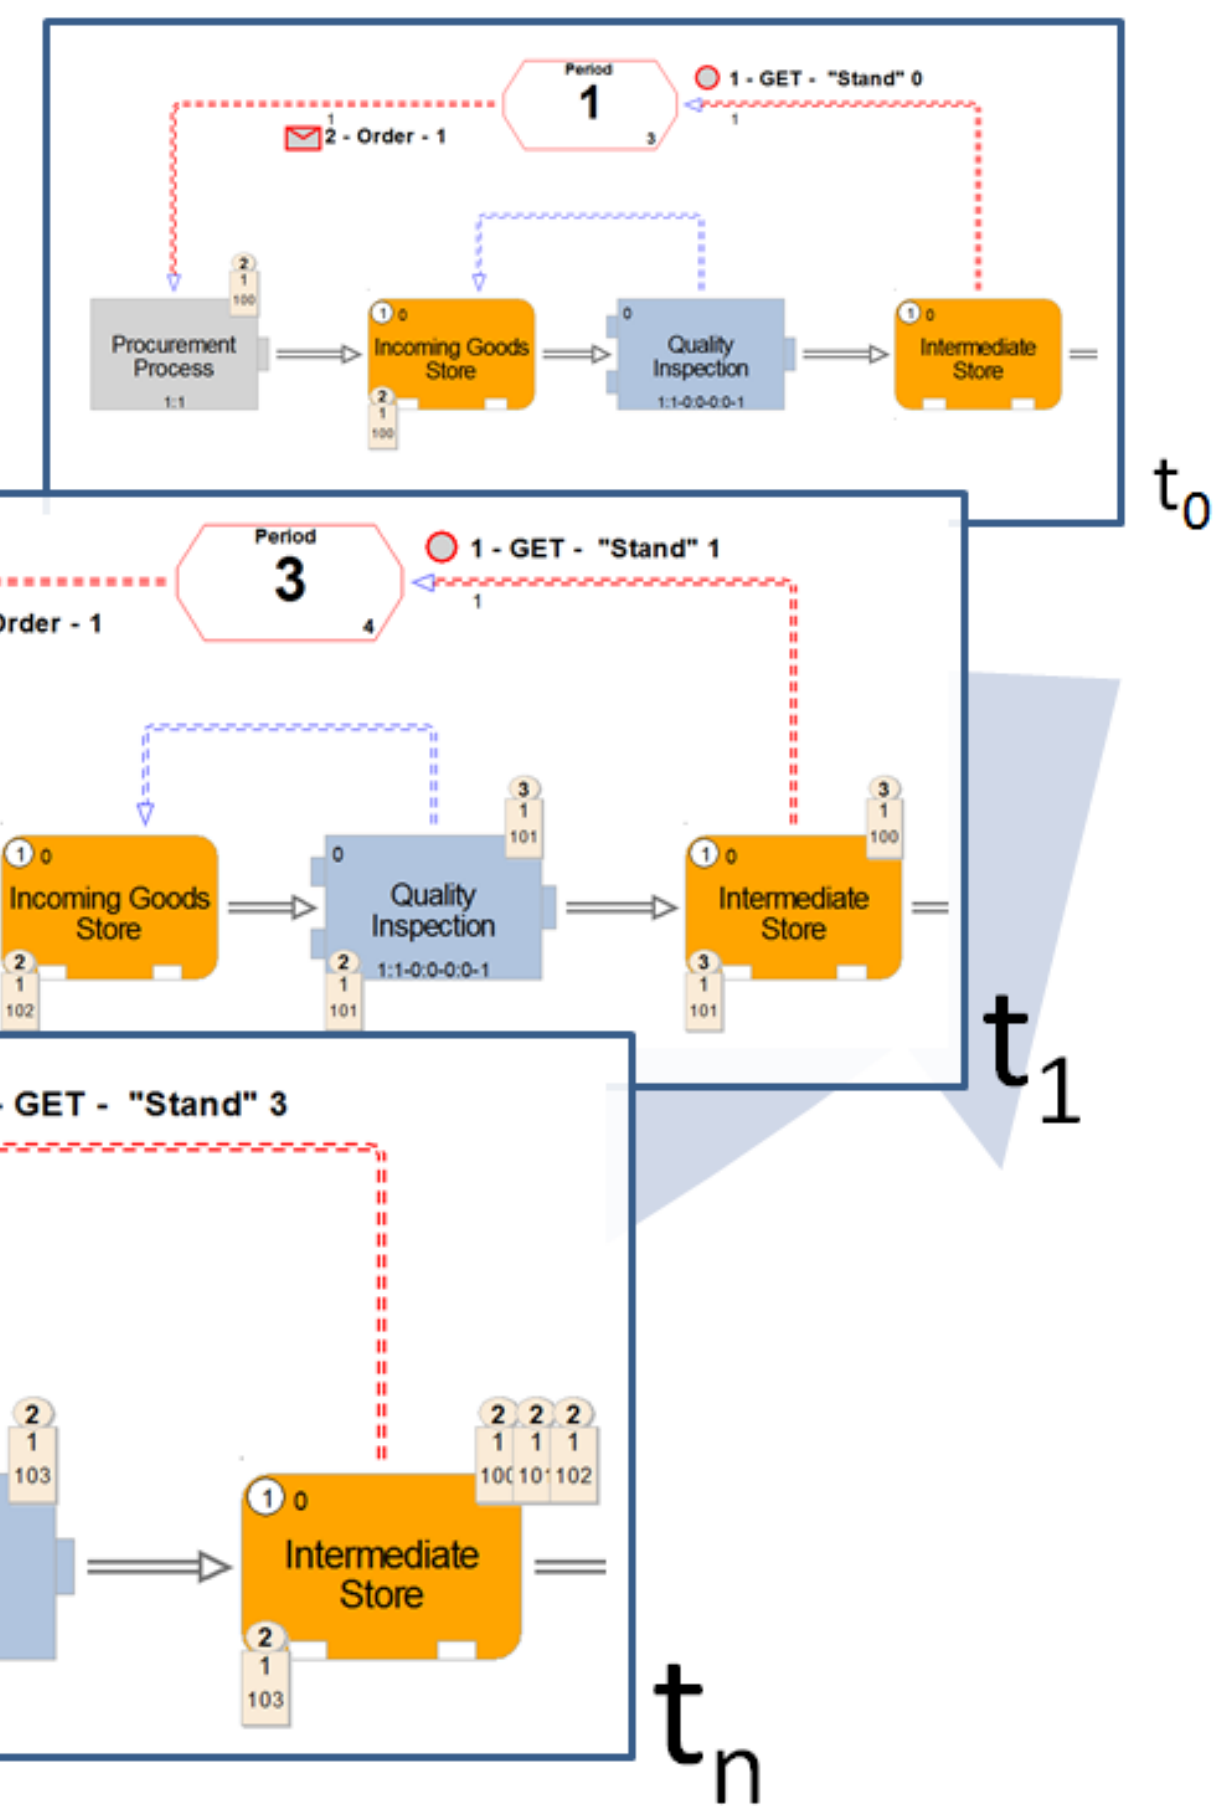 Period
1
3
1 - GET - "Stand" 0
1
1
2 - Order - 1
2
1
100
Procurement
Process
1:1
1 0
Incoming Goods
Store
2
1
100
0
Quality
Inspection
1:1-0:0-0:0-1
1 0
Intermediate
Store
t0
Period
3
4
1 - GET - "Stand" 1
1
Order - 1
1 0
Incoming Goods
Store
2
1
102
3
1
101
0
Quality
Inspection
1:1-0:0-0:0-1
2
1
101
3
1
100
1 0
Intermediate
Store
3
1
101
t1
- GET - "Stand" 3
2
1
103
2 2 2
1 1 1
100 101 102
1 0
Intermediate
Store
2
1
103
tn